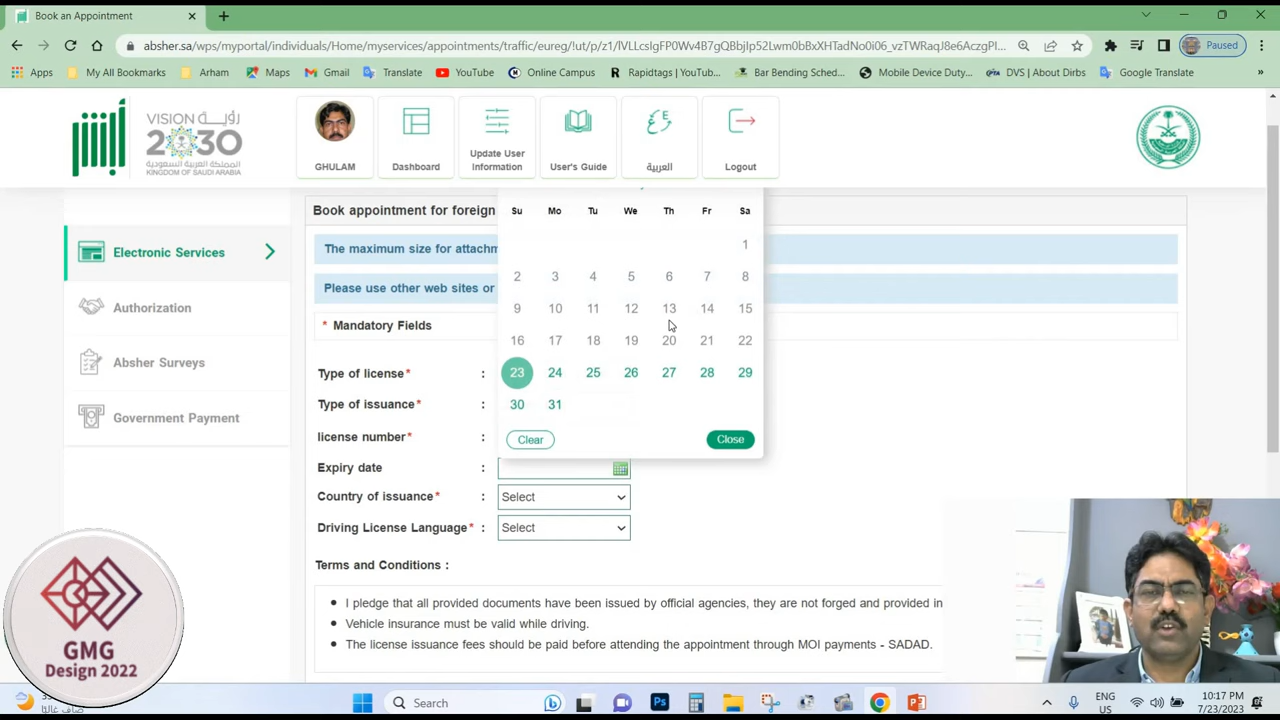 Book an Appointment
absher.sa/wps/myportal/individuals/Home/myservices/appointments/traffic/eureg/!ut/p/z1/
Paused
Apps
My All Bookmarks
Arham
Maps
Gmail
Translate
YouTube
Online Campus
Rapidtags | YouTub...
Bar Bending Sched...
Mobile Device Duty...
DVS | About Dirbs
Google Translate
»
VISION رؤية
2030
المملكة العربية السعودية
KINGDOM OF SAUDI ARABIA
GHULAM
Dashboard
Update User
Information
User's Guide
العربية
Logout
Electronic Services
Authorization
Absher Surveys
Government Payment
Book appointment for foreign
The maximum size for attachm
Please use other web sites or
* Mandatory Fields
Su Mo Tu We Th Fr Sa
1
2 3 4 5 6 7 8
9 10 11 12 13 14 15
16 17 18 19 20 21 22
23 24 25 26 27 28 29
30 31
Clear Close
Type of license* :
Type of issuance* :
license number* :
Expiry date :
Country of issuance* : Select
Driving License Language* : Select
Terms and Conditions :
I pledge that all provided documents have been issued by official agencies, they are not forged and provided in
Vehicle insurance must be valid while driving.
The license issuance fees should be paid before attending the appointment through MOI payments - SADAD.
GMG
Design 2022
صاف غالبًا
Search
ENG
US
10:17 PM
7/23/2023